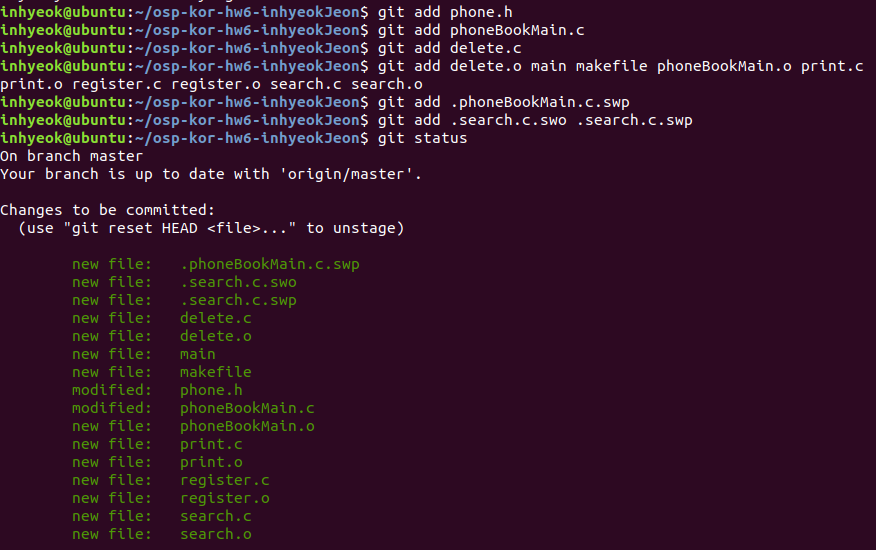 inhyeok@ubuntu:~/osp-kor-hw6-inhyeokJeon$ git add phone.h
inhyeok@ubuntu:~/osp-kor-hw6-inhyeokJeon$ git add phoneBookMain.c
inhyeok@ubuntu:~/osp-kor-hw6-inhyeokJeon$ git add delete.c
inhyeok@ubuntu:~/osp-kor-hw6-inhyeokJeon$ git add delete.o main makefile phoneBookMain.o print.c
print.o register.c register.o search.c search.o
inhyeok@ubuntu:~/osp-kor-hw6-inhyeokJeon$ git add .phoneBookMain.c.swp
inhyeok@ubuntu:~/osp-kor-hw6-inhyeokJeon$ git add .search.c.swo .search.c.swp
inhyeok@ubuntu:~/osp-kor-hw6-inhyeokJeon$ git status
On branch master
Your branch is up to date with 'origin/master'.

Changes to be committed:
  (use "git reset HEAD <file>..." to unstage)

        new file:   .phoneBookMain.c.swp
        new file:   .search.c.swo
        new file:   .search.c.swp
        new file:   delete.c
        new file:   delete.o
        new file:   main
        new file:   makefile
        modified:   phone.h
        modified:   phoneBookMain.c
        new file:   phoneBookMain.o
        new file:   print.c
        new file:   print.o
        new file:   register.c
        new file:   register.o
        new file:   search.c
        new file:   search.o